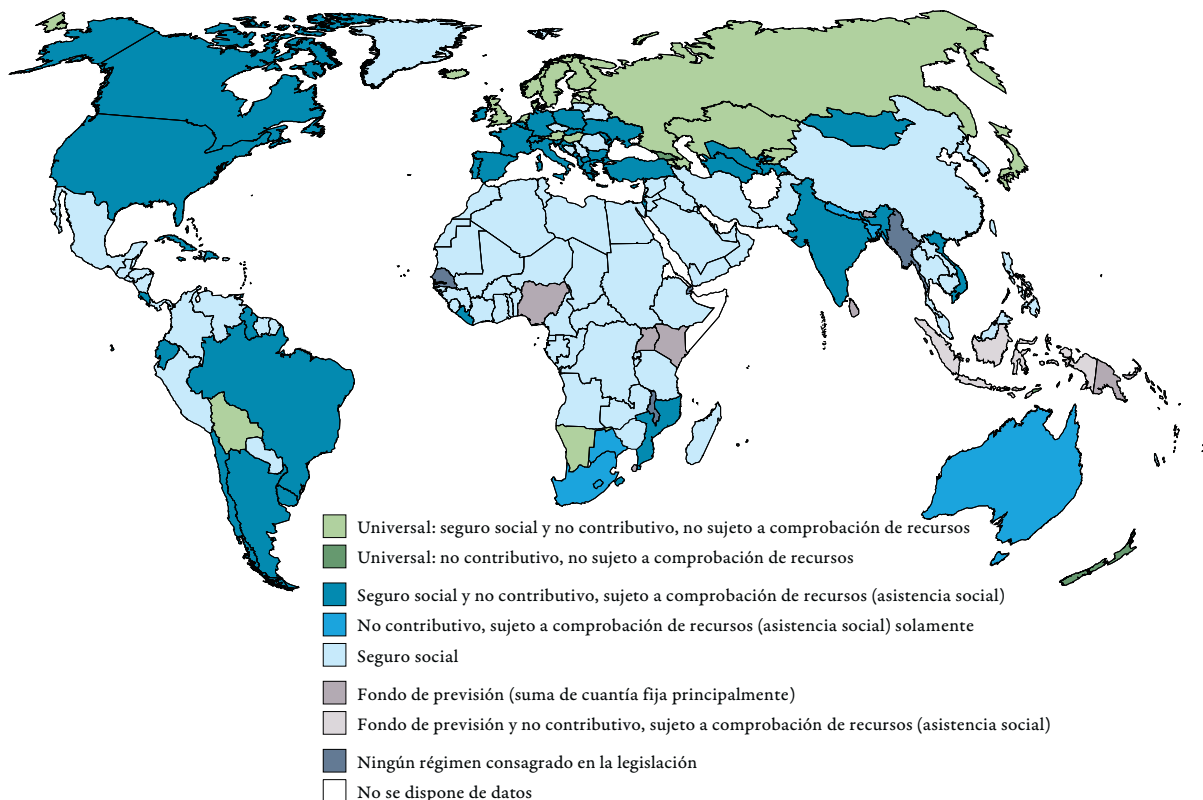 Universal: seguro social y no contributivo, no sujeto a comprobación de recursos
Universal: no contributivo, no sujeto a comprobación de recursos
Seguro social y no contributivo, sujeto a comprobación de recursos (asistencia social)
No contributivo, sujeto a comprobación de recursos (asistencia social) solamente
Seguro social
Fondo de previsión (suma de cuantía fija principalmente)
Fondo de previsión y no contributivo, sujeto a comprobación de recursos (asistencia social)
Ningún régimen consagrado en la legislación
No se dispone de datos